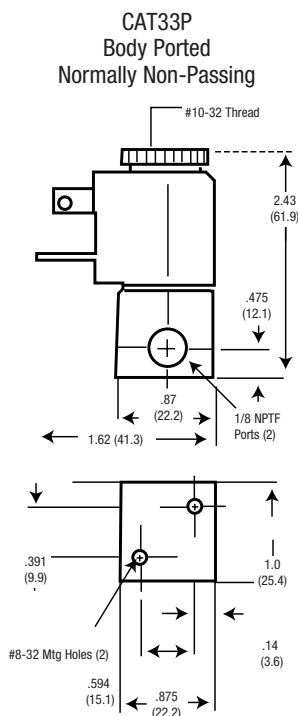 CAT33P
Body Ported
Normally Non-Passing
#10-32 Thread
2.43
(61.9)
.475
(12.1)
.87
(22.2)
1/8 NPTF
Ports (2)
1.62 (41.3)
.391
(9.9)
1.0
(25.4)
#8-32 Mtg Holes (2)
.14
(3.6)
.594
(15.1)
.875
(22.2)